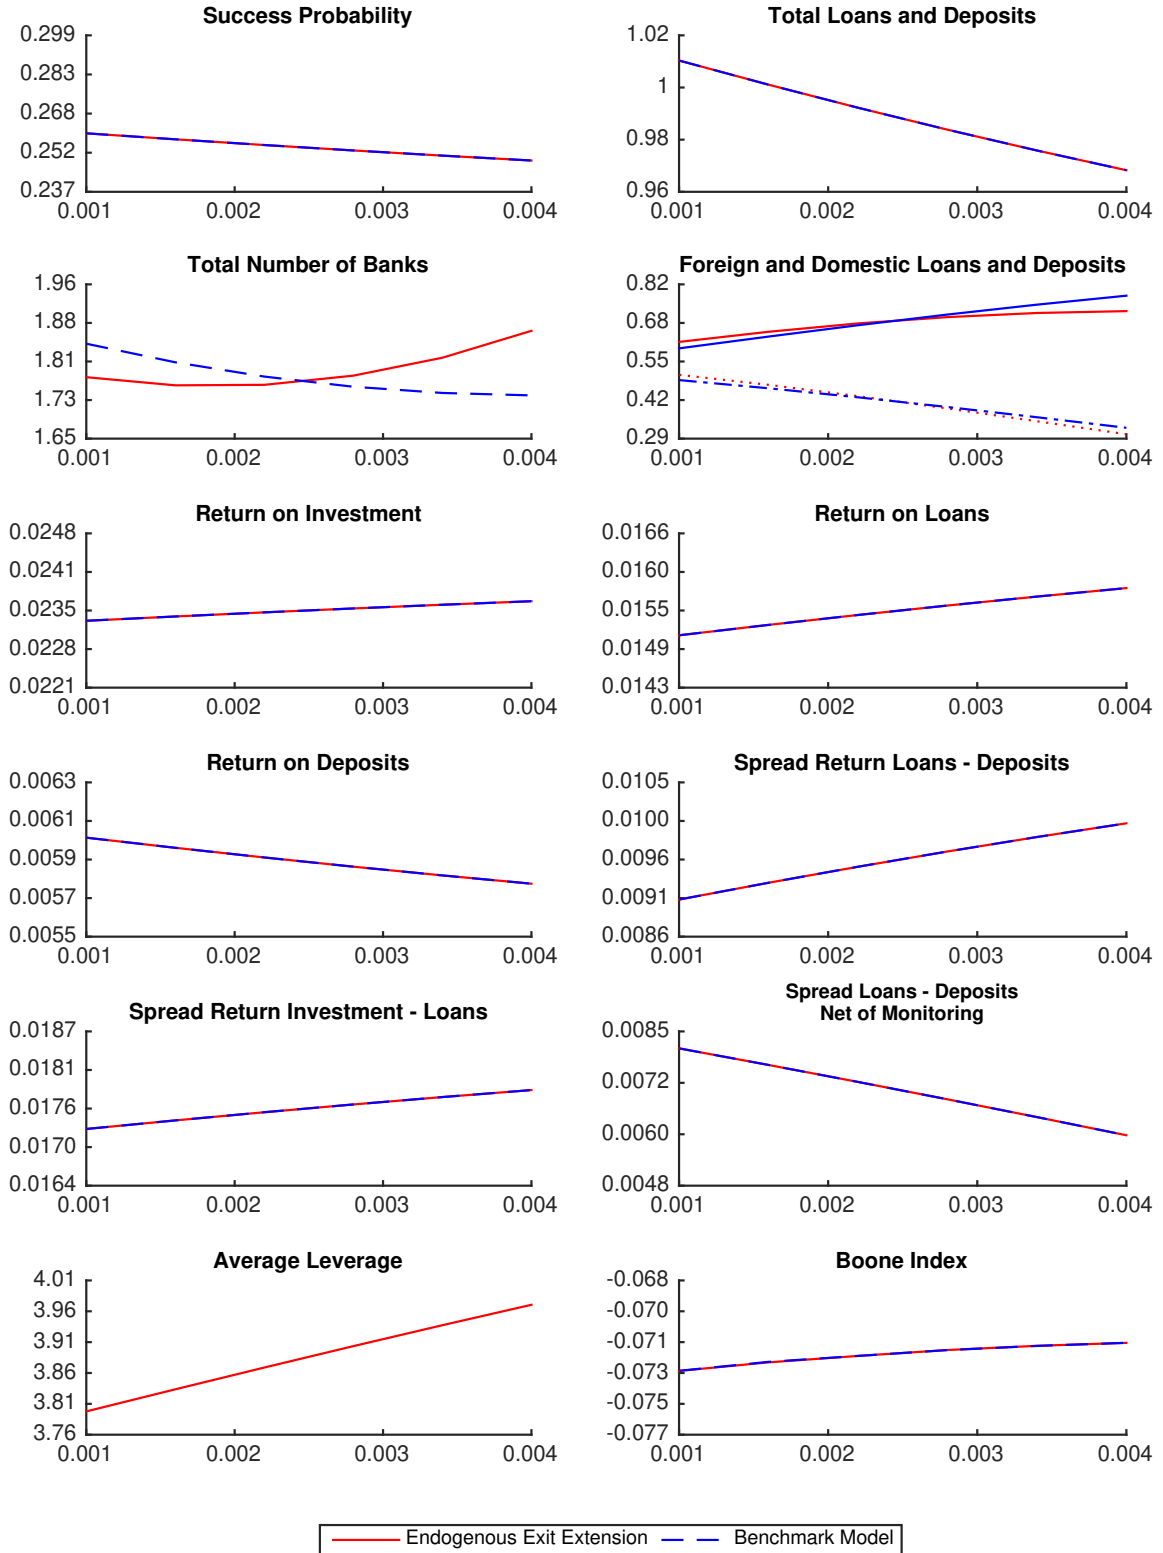 Success Probability
0.299
0.283
0.268
0.252
0.237
0.001 0.002 0.003 0.004
Total Loans and Deposits
1.02
1
0.98
0.96
0.001 0.002 0.003 0.004
Total Number of Banks
1.96
1.88
1.81
1.73
1.65
0.001 0.002 0.003 0.004
Foreign and Domestic Loans and Deposits
0.82
0.68
0.55
0.42
0.29
0.001 0.002 0.003 0.004
Return on Investment
0.0248
0.0241
0.0235
0.0228
0.0221
0.001 0.002 0.003 0.004
Return on Loans
0.0166
0.0160
0.0155
0.0149
0.0143
0.001 0.002 0.003 0.004
Return on Deposits
0.0063
0.0061
0.0059
0.0057
0.0055
0.001 0.002 0.003 0.004
Spread Return Loans - Deposits
0.0105
0.0100
0.0096
0.0091
0.0086
0.001 0.002 0.003 0.004
Spread Return Investment - Loans
0.0187
0.0181
0.0176
0.0170
0.0164
0.001 0.002 0.003 0.004
Spread Loans - Deposits
Net of Monitoring
0.0085
0.0072
0.0060
0.0048
0.001 0.002 0.003 0.004
Average Leverage
4.01
3.96
3.91
3.86
3.81
3.76
0.001 0.002 0.003 0.004
Boone Index
-0.068
-0.070
-0.071
-0.073
-0.075
-0.077
0.001 0.002 0.003 0.004
Endogenous Exit Extension Benchmark Model